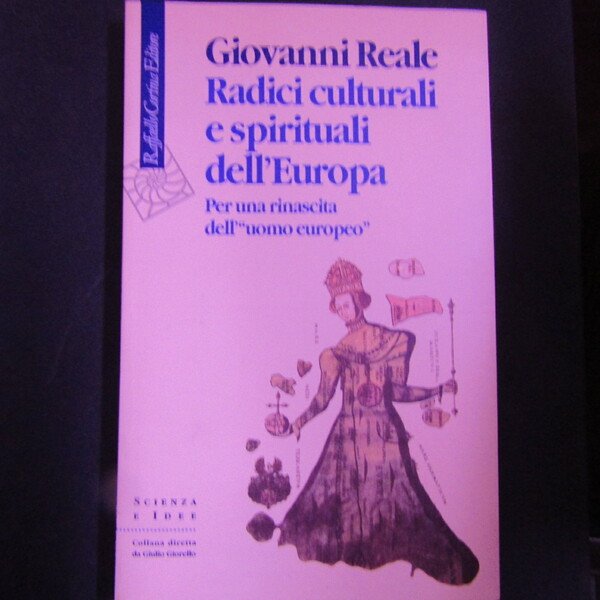 Raffaello Cortina Editore
Giovanni Reale
Radici culturali
e spirituali
dell'Europa
Per una rinascita
dell'“uomo europeo”
SCIENZA
E IDEE
Collana diretta
da Giulio Giorello